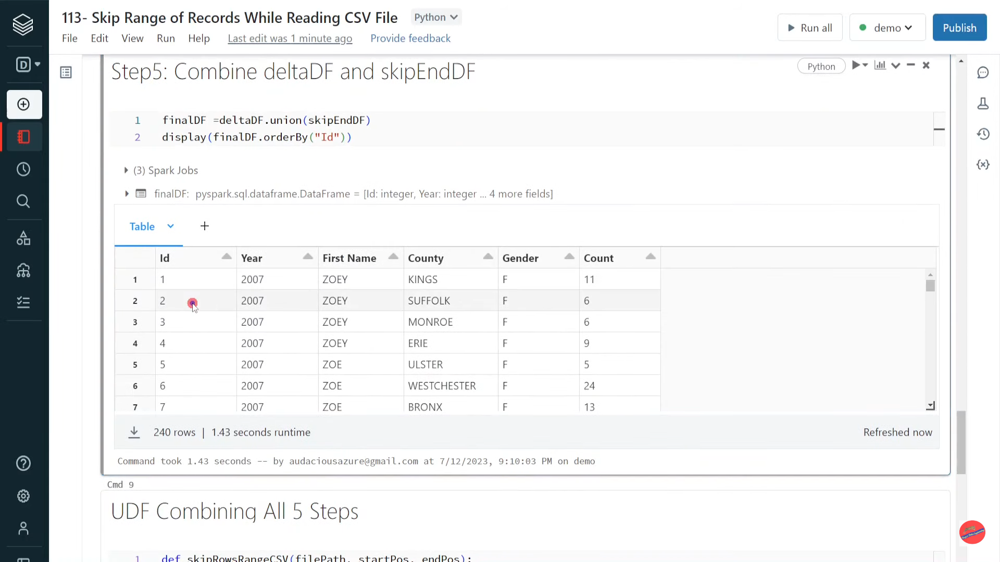 113- Skip Range of Records While Reading CSV File Python
File Edit View Run Help Last edit was 1 minute ago Provide feedback
Run all demo Publish
D
Step5: Combine deltaDF and skipEndDF
Python
1 finalDF =deltaDF.union(skipEndDF)
2 display(finalDF.orderBy("Id"))
(3) Spark Jobs
finalDF: pyspark.sql.dataframe.DataFrame = [Id: integer, Year: integer ... 4 more fields]
Table +
Id Year First Name County Gender Count
1 1 2007 ZOEY KINGS F 11
2 2 2007 ZOEY SUFFOLK F 6
3 3 2007 ZOEY MONROE F 6
4 4 2007 ZOEY ERIE F 9
5 5 2007 ZOE ULSTER F 5
6 6 2007 ZOE WESTCHESTER F 24
7 7 2007 ZOE BRONX F 13
240 rows | 1.43 seconds runtime Refreshed now
Command took 1.43 seconds -- by audaciousazure@gmail.com at 7/12/2023, 9:10:03 PM on demo
Cmd 9
UDF Combining All 5 Steps
1 def skipRowsRangeCSV(filePath, startPos, endPos):